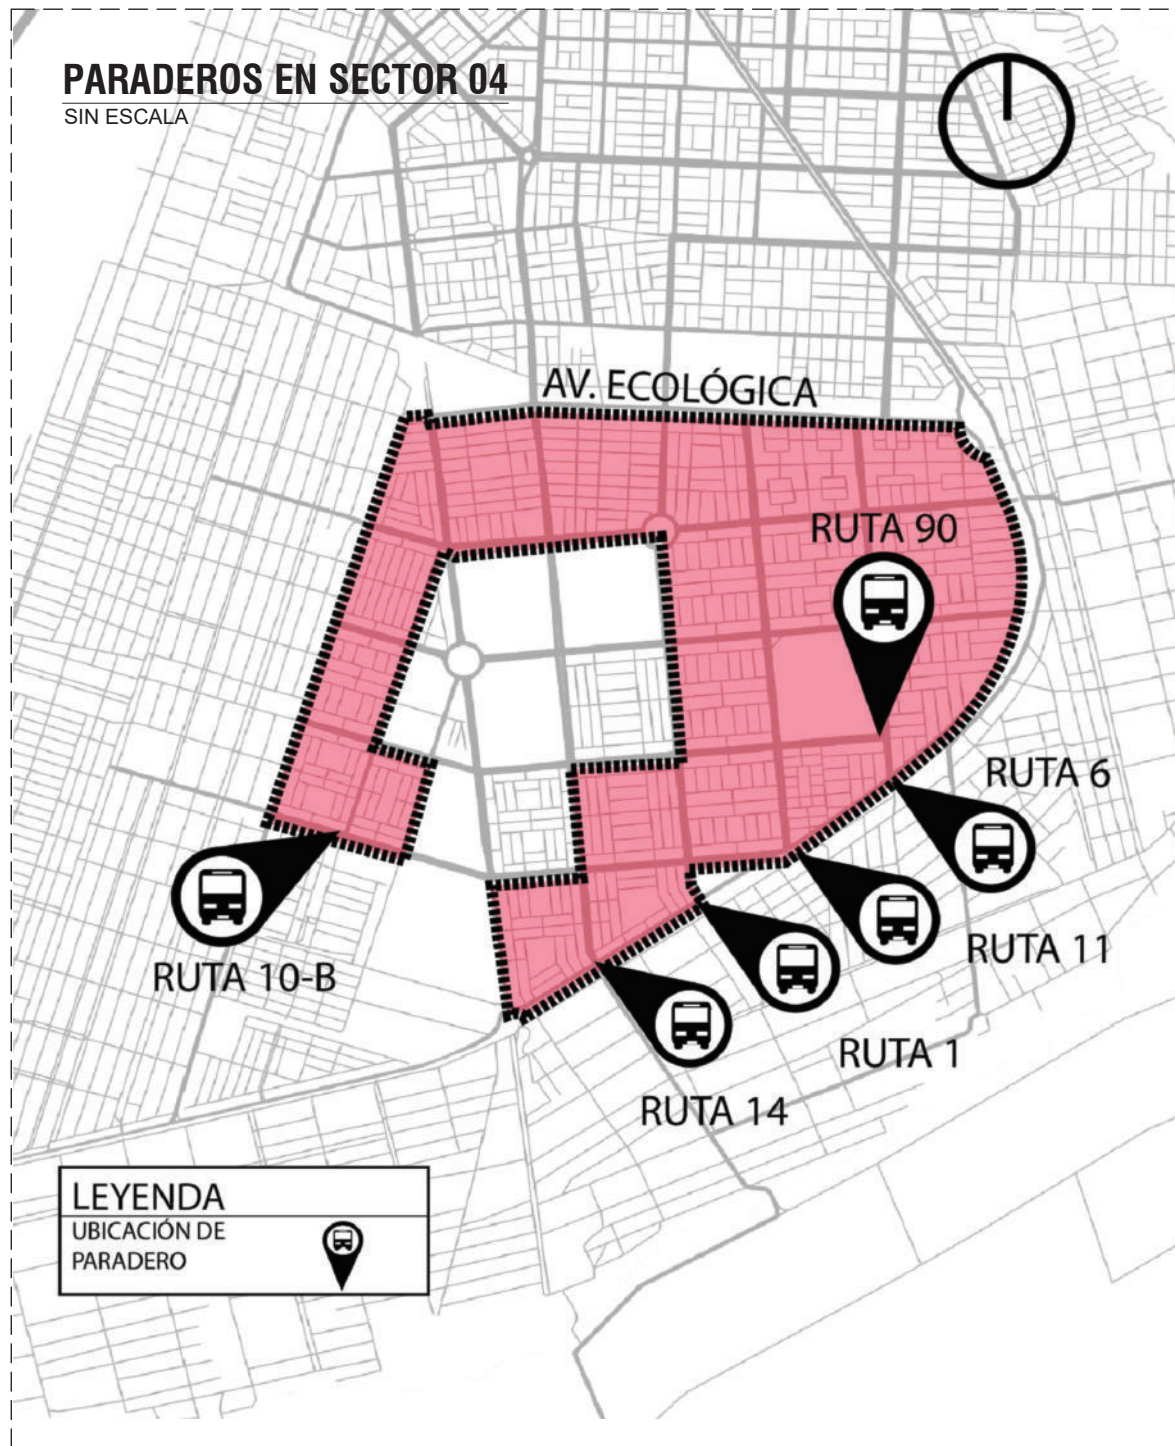 PARADEROS EN SECTOR 04
SIN ESCALA
AV. ECOLÓGICA
RUTA 90
RUTA 6
RUTA 11
RUTA 10-B
RUTA 1
RUTA 14
LEYENDA
UBICACIÓN DE
PARADERO